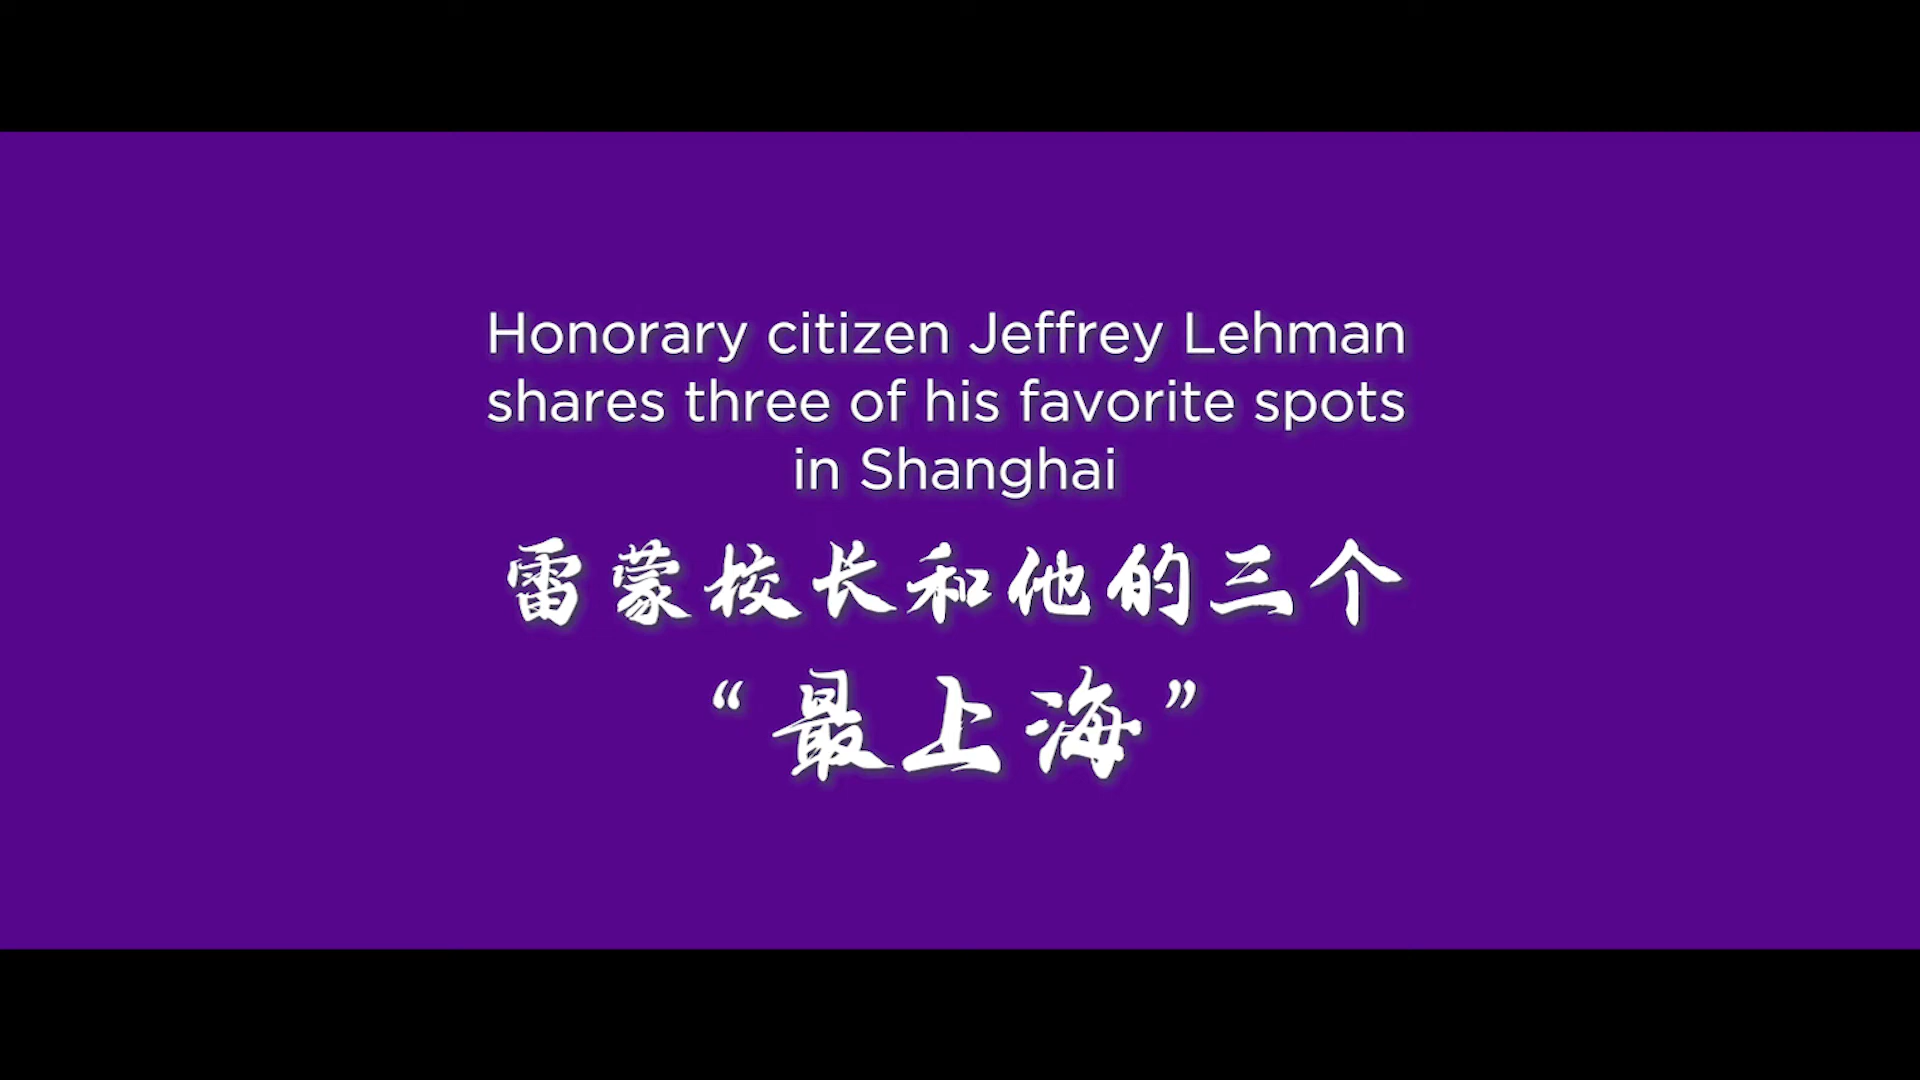 Honorary citizen Jeffrey Lehman
shares three of his favorite spots
in Shanghai
雷蒙校长和他的三个
“最上海”